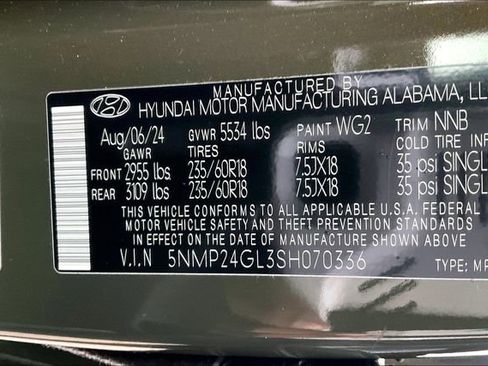 MANUFACTURED BY
HYUNDAI MOTOR MANUFACTURING ALABAMA, LL
Aug/06/24 GVWR 5534 lbs PAINT WG2 TRIM NNB
GAWR TIRES RIMS COLD TIRE
FRONT 2955 lbs 235/60R18 7.5JX18 35 psi SINGL
REAR 3109 lbs 235/60R18 7.5JX18 35 psi SINGL
THIS VEHICLE CONFORMS TO ALL APPLICABLE U.S.A. FEDERAL
MOTOR VEHICLE SAFETY AND THEFT PREVENTION STANDARDS
IN EFFECT ON THE DATE OF MANUFACTURE SHOWN ABOVE.
V.I.N 5NMP24GL3SH070336 TYPE: MP